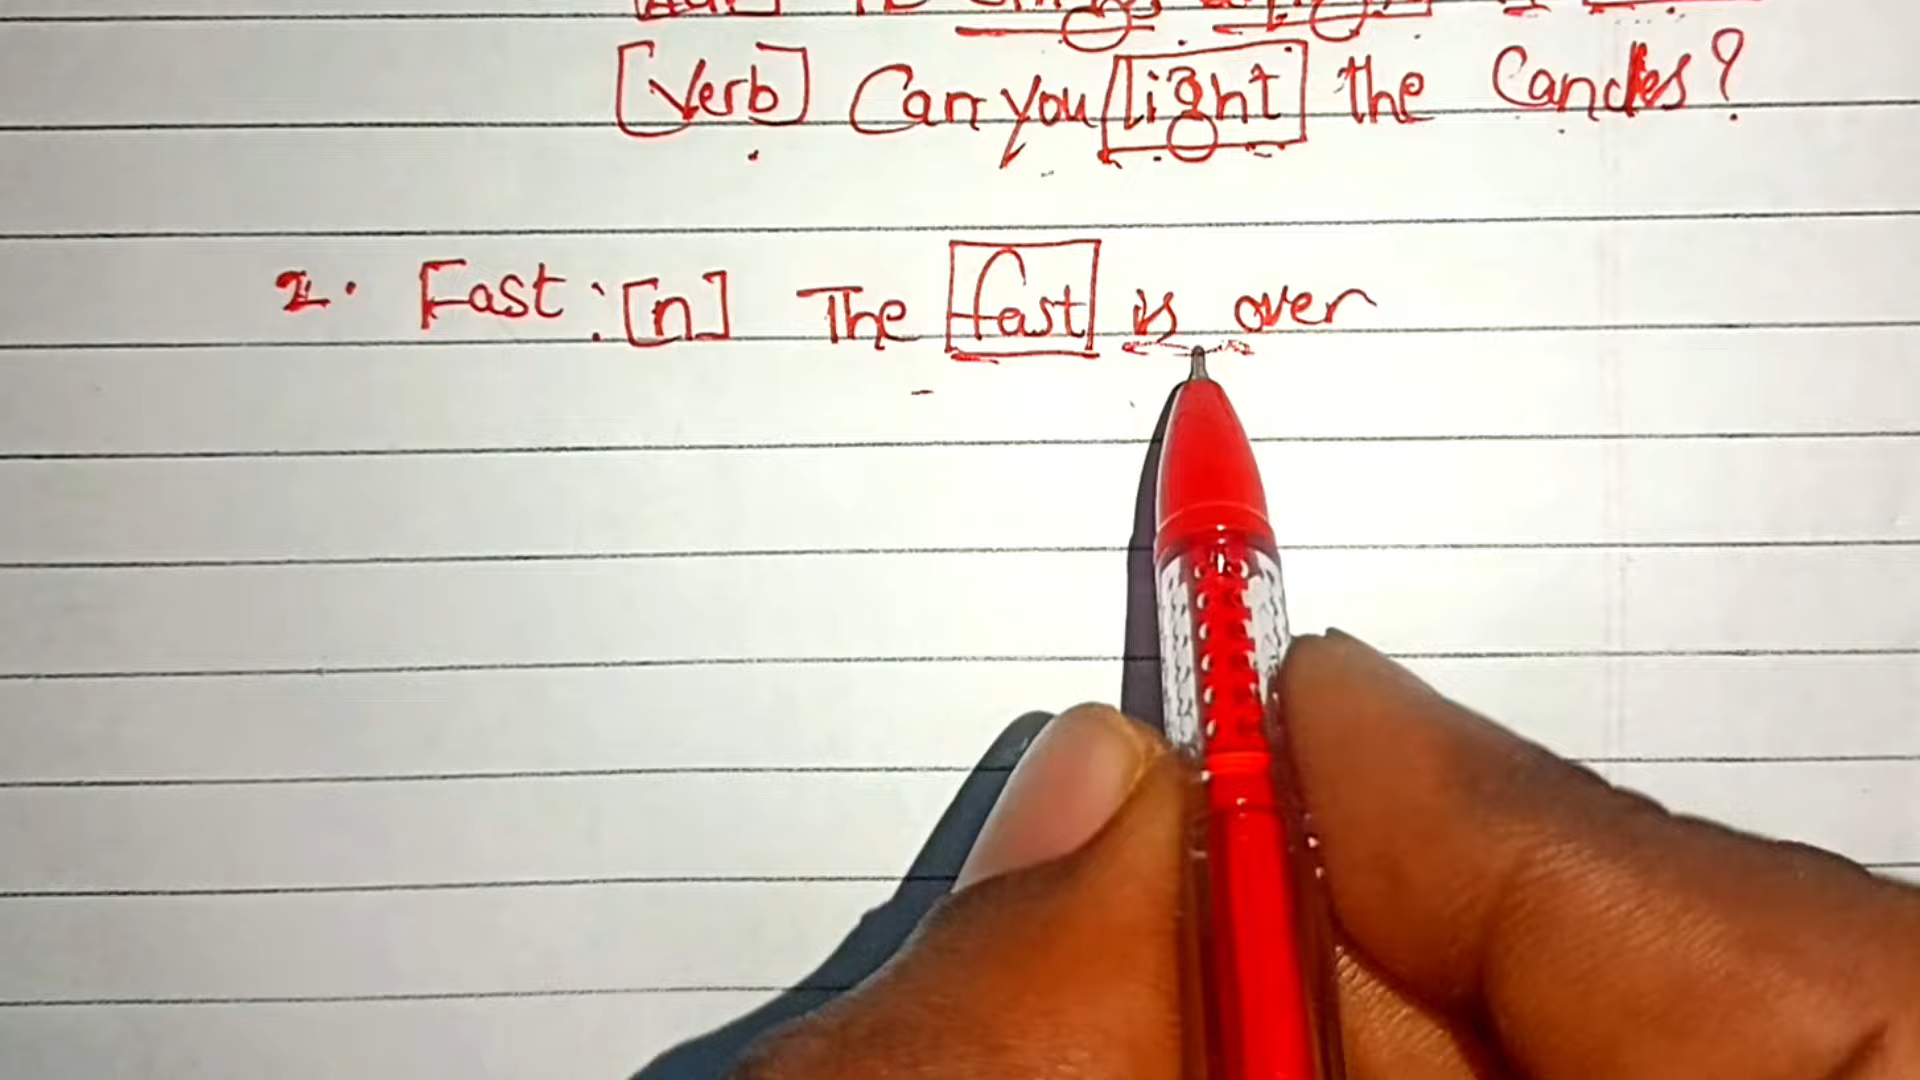 [Verb] Can you light the Candles?
2. Fast: [n] The fast is over